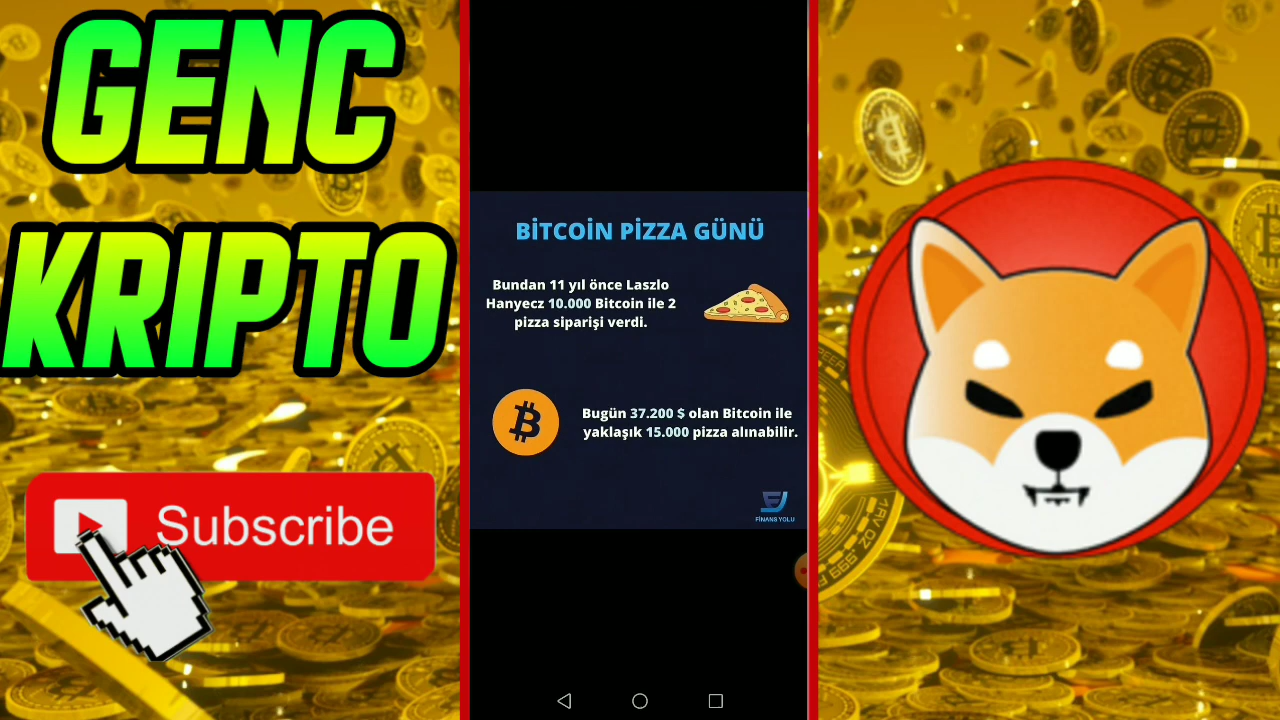 GENC
KRIPTO
Subscribe
BİTCOİN PİZZA GÜNÜ
Bundan 11 yıl önce Laszlo
Hanyecz 10.000 Bitcoin ile 2
pizza siparişi verdi.
Bugün 37.200 $ olan Bitcoin ile
yaklaşık 15.000 pizza alınabilir.
FİNANS YOLU